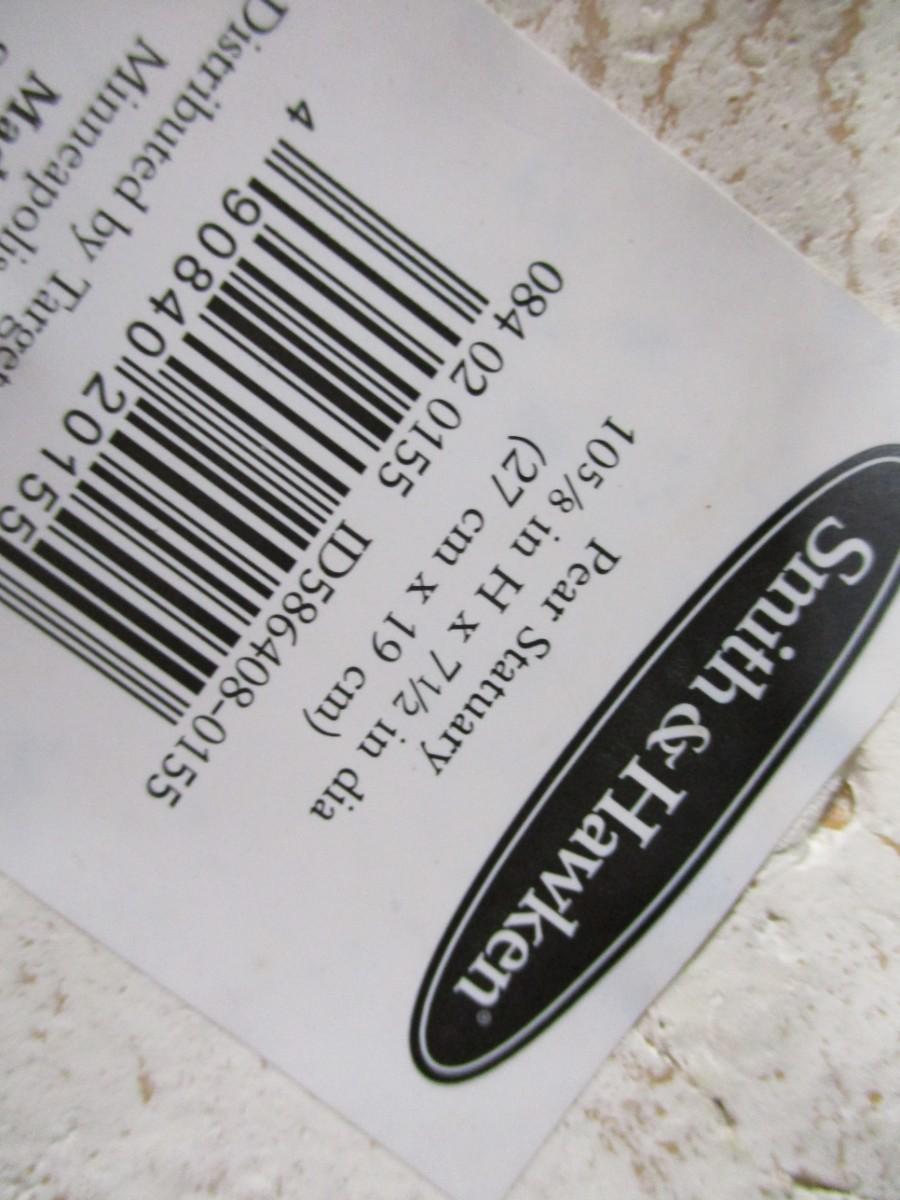 Smith & Hawken®
Pear Statuary
10 5/8 in H x 7 1/2 in dia
(27 cm x 19 cm)
084 02 0155 ID586408-0155
4 90840 20155
Distributed by Target
Minneapolis